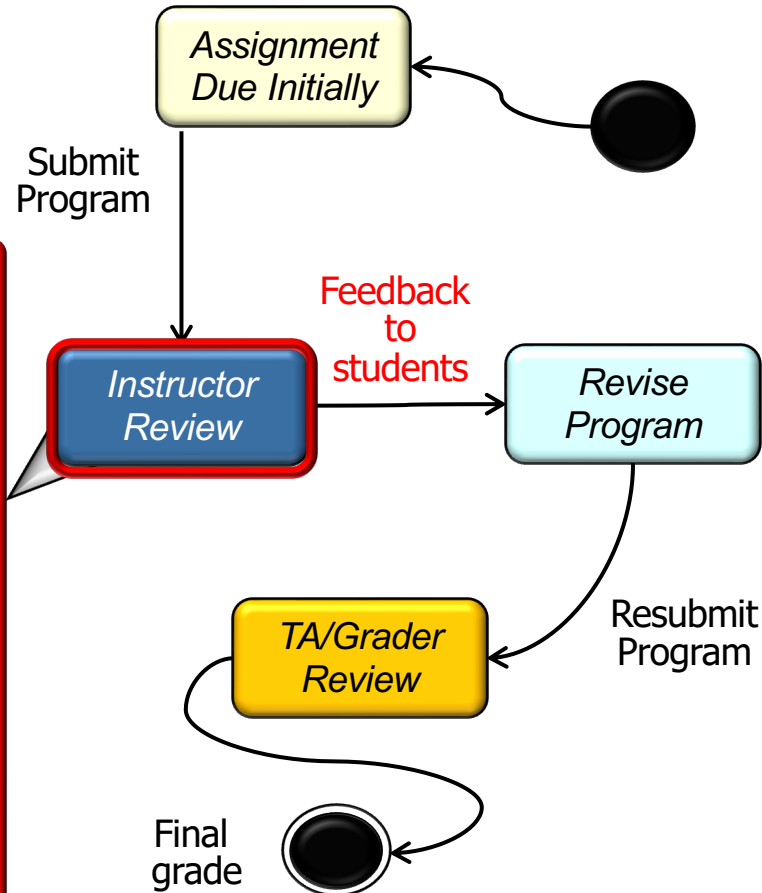 Assignment
Due Initially
Submit
Program
Feedback
to
students
Instructor
Review
Revise
Program
TA/Grader
Review
Resubmit
Program
Final
grade